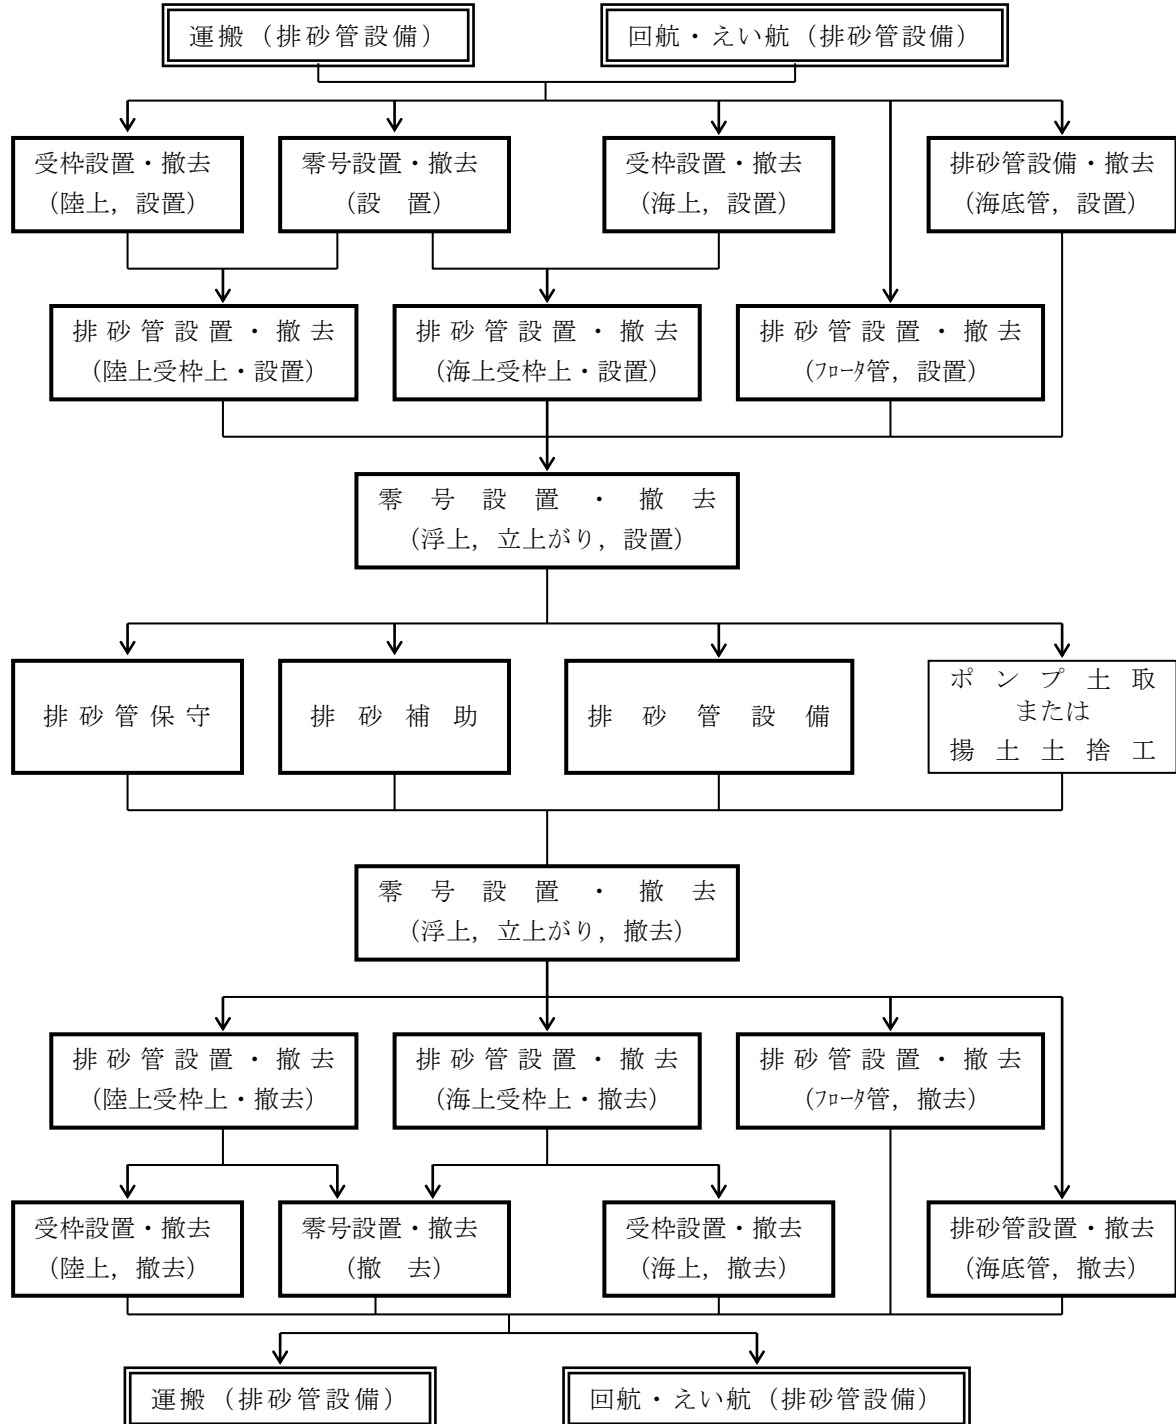 運搬（排砂管設備）
回航・えい航（排砂管設備）
受枠設置・撤去
（陸上，設置）
零号設置・撤去
（設　置）
受枠設置・撤去
（海上，設置）
排砂管設備・撤去
（海底管，設置）
排砂管設置・撤去
（陸上受枠上・設置）
排砂管設置・撤去
（海上受枠上・設置）
排砂管設置・撤去
（ﾌﾛｰﾀ管，設置）
零号設置・撤去
（浮上，立上がり，設置）
排砂管保守
排砂補助
排砂管設備
ポンプ土取
または
揚土土捨工
零号設置・撤去
（浮上，立上がり，撤去）
排砂管設置・撤去
（陸上受枠上・撤去）
排砂管設置・撤去
（海上受枠上・撤去）
排砂管設置・撤去
（ﾌﾛｰﾀ管，撤去）
受枠設置・撤去
（陸上，撤去）
零号設置・撤去
（撤　去）
受枠設置・撤去
（海上，撤去）
排砂管設置・撤去
（海底管，撤去）
運搬（排砂管設備）
回航・えい航（排砂管設備）